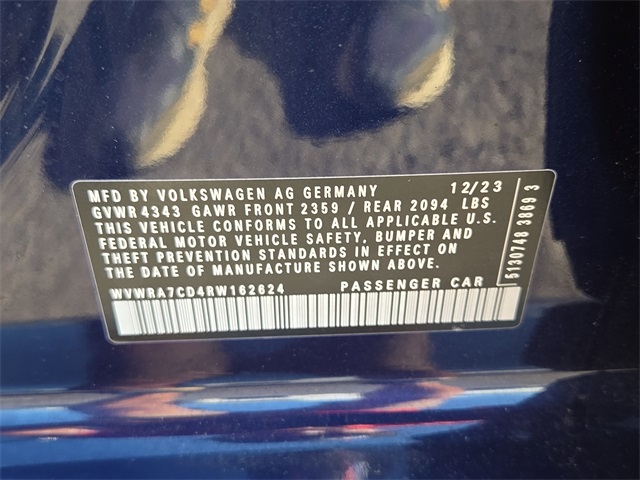 MFD BY VOLKSWAGEN AG GERMANY 12/23
GVWR 4343 GAWR FRONT 2359 / REAR 2094 LBS
THIS VEHICLE CONFORMS TO ALL APPLICABLE U.S.
FEDERAL MOTOR VEHICLE SAFETY, BUMPER AND
THEFT PREVENTION STANDARDS IN EFFECT ON
THE DATE OF MANUFACTURE SHOWN ABOVE.
WVWRA7CD4RW162624 PASSENGER CAR
5130748 3869 3